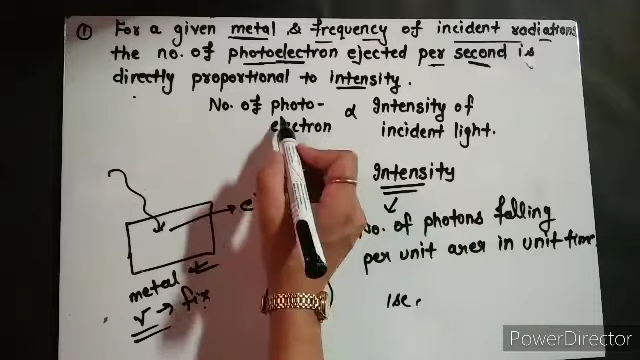 ① For a given metal & frequency of incident radiations
the no. of photoelectron ejected per second is
directly proportional to intensity.
No. of photo- ∝ Intensity of
electron incident light.
Intensity
No. of photons falling
per unit area in unit time
metal
ν → fix
1sec.
PowerDirector